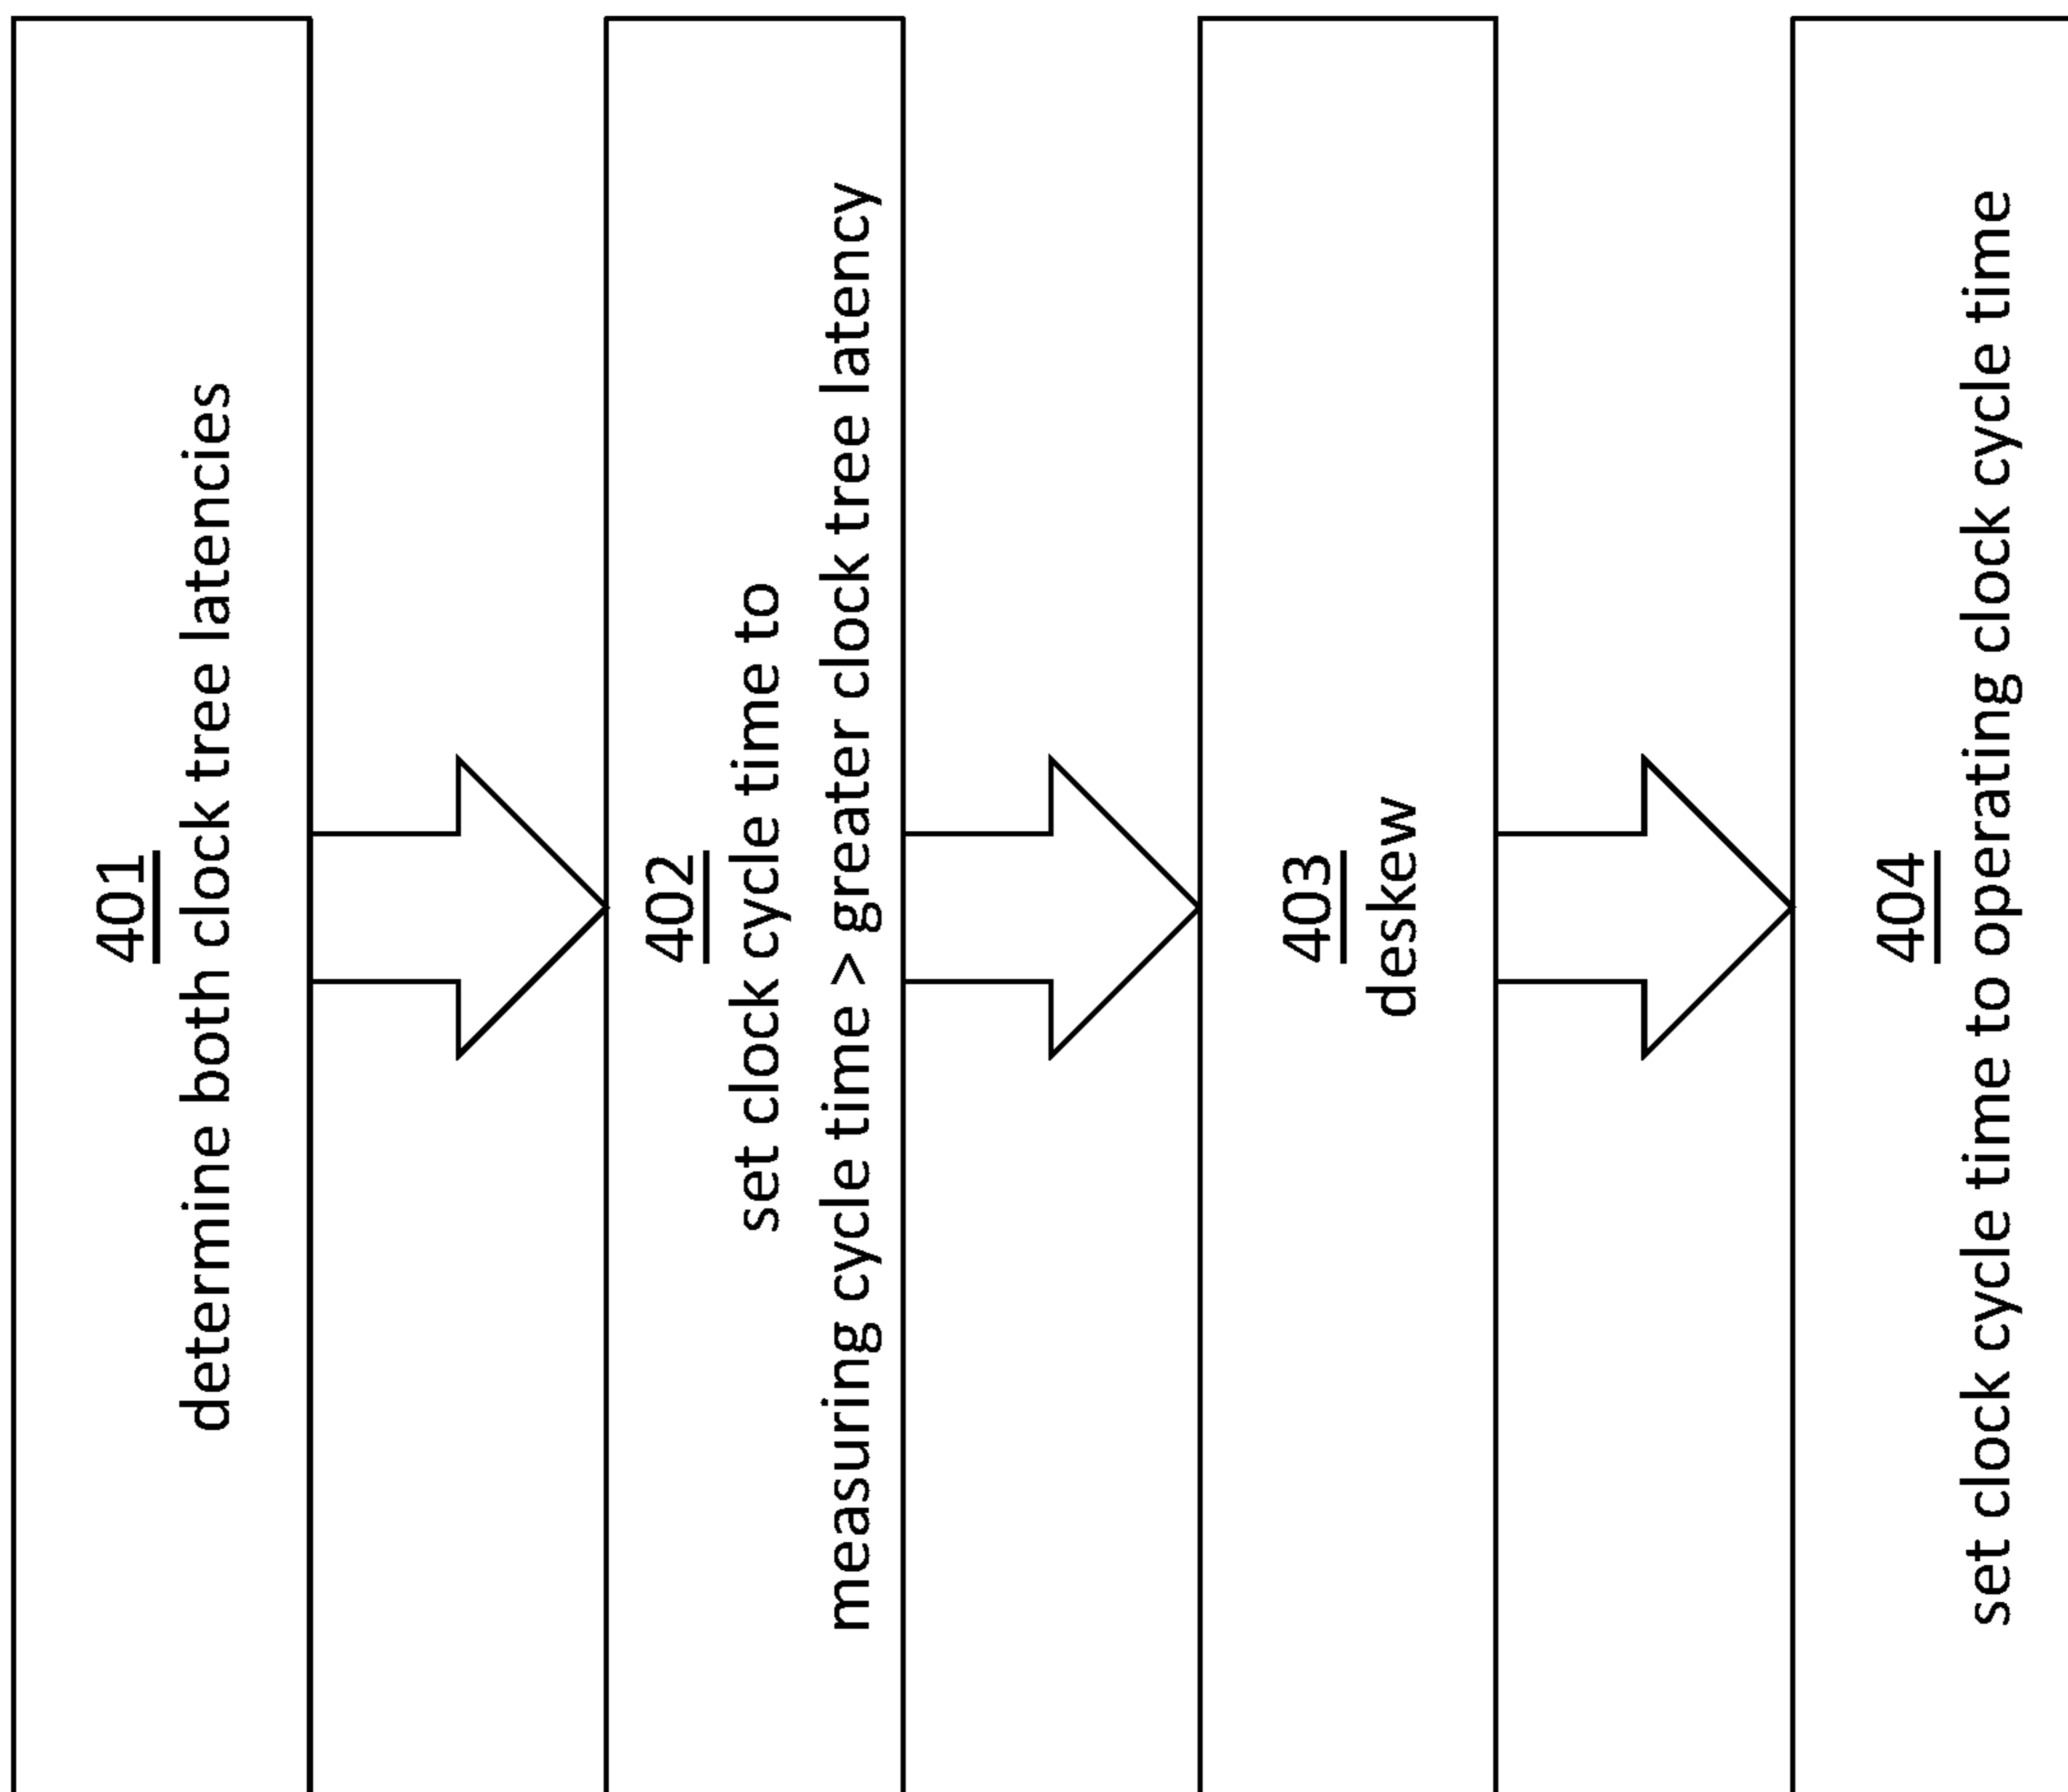 401
determine both clock tree latencies
402
set clock cycle time to
measuring cycle time > greater clock tree latency
403
deskew
404
set clock cycle time to operating clock cycle time